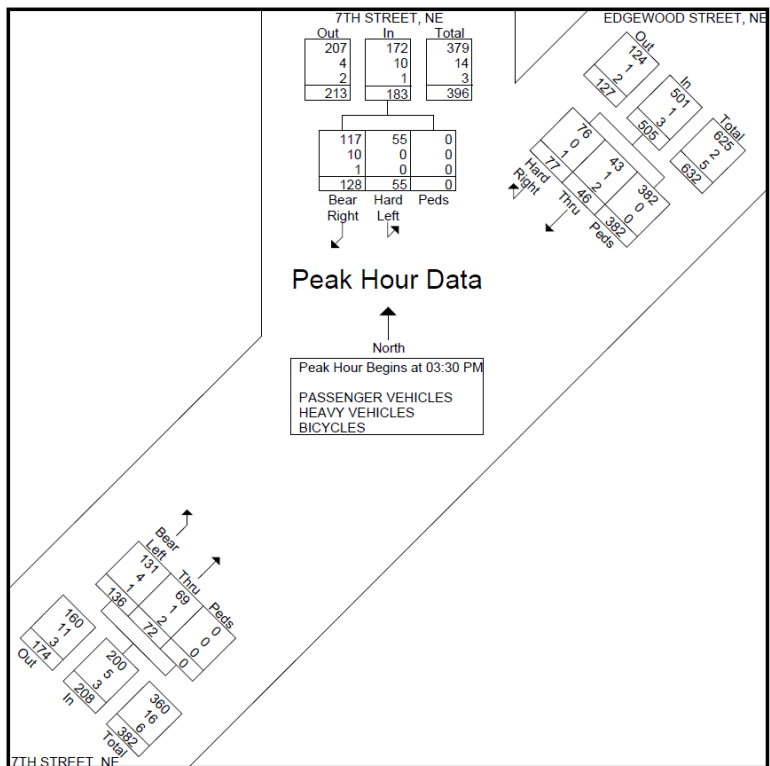 7TH STREET, NE
Out In Total
207 172 379
4 10 14
2 1 3
213 183 396
117 55 0
10 0 0
1 0 0
128 55 0
Bear Right Hard Left Peds
EDGEWOOD STREET, NE
Out
124
1
2
127
In
501
1
3
505
Total
625
2
5
632
76
0
1
77
Hard
Right
43
1
2
46
Thru
382
0
0
382
Peds
Peak Hour Data
North
Peak Hour Begins at 03:30 PM
PASSENGER VEHICLES
HEAVY VEHICLES
BICYCLES
Bear
Left
131
4
1
136
Thru
69
1
2
72
Peds
0
0
0
0
160
11
3
174
Out
200
5
3
208
In
360
16
6
382
Total
7TH STREET, NE